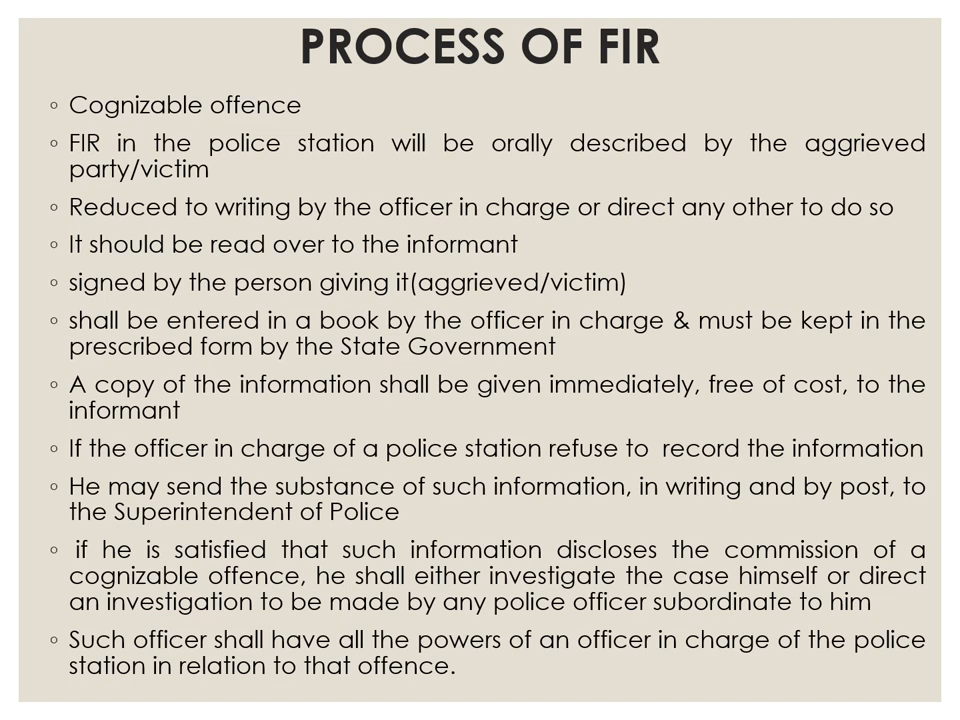 PROCESS OF FIR
◦ Cognizable offence
◦ FIR in the police station will be orally described by the aggrieved
party/victim
◦ Reduced to writing by the officer in charge or direct any other to do so
◦ It should be read over to the informant
◦ signed by the person giving it(aggrieved/victim)
◦ shall be entered in a book by the officer in charge & must be kept in the
prescribed form by the State Government
◦ A copy of the information shall be given immediately, free of cost, to the
informant
◦ If the officer in charge of a police station refuse to  record the information
◦ He may send the substance of such information, in writing and by post, to
the Superintendent of Police
◦ if he is satisfied that such information discloses the commission of a
cognizable offence, he shall either investigate the case himself or direct
an investigation to be made by any police officer subordinate to him
◦ Such officer shall have all the powers of an officer in charge of the police
station in relation to that offence.